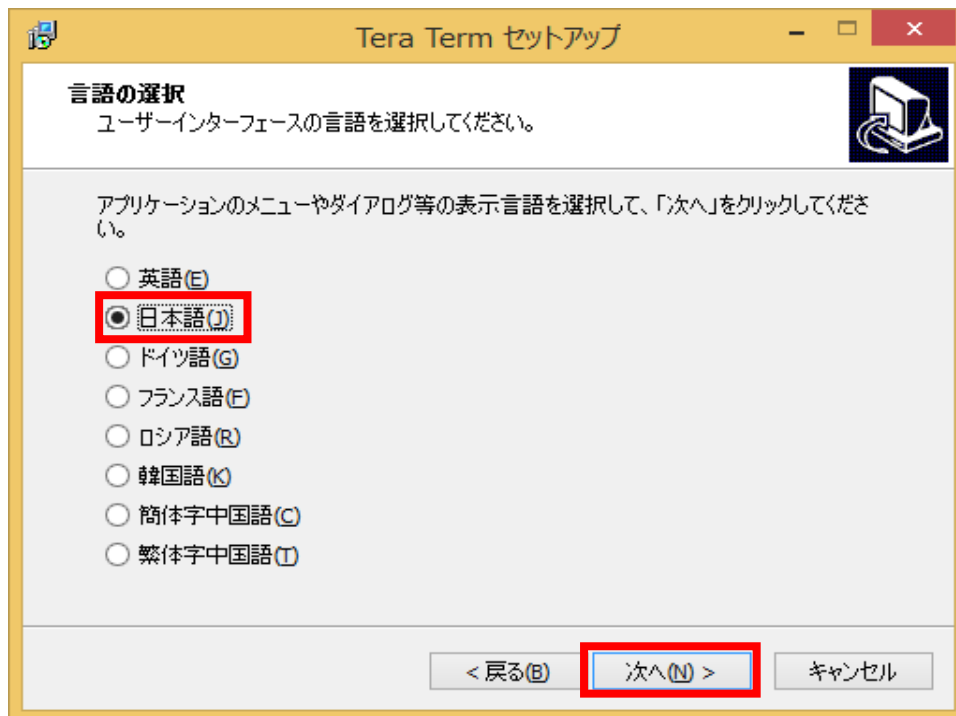 Tera Term セットアップ
言語の選択
ユーザーインターフェースの言語を選択してください。
アプリケーションのメニューやダイアログ等の表示言語を選択して、「次へ」をクリックしてくださ
い。
英語(E)
日本語(J)
ドイツ語(G)
フランス語(F)
ロシア語(R)
韓国語(K)
簡体字中国語(C)
繁体字中国語(T)
< 戻る(B) 次へ(N) > キャンセル